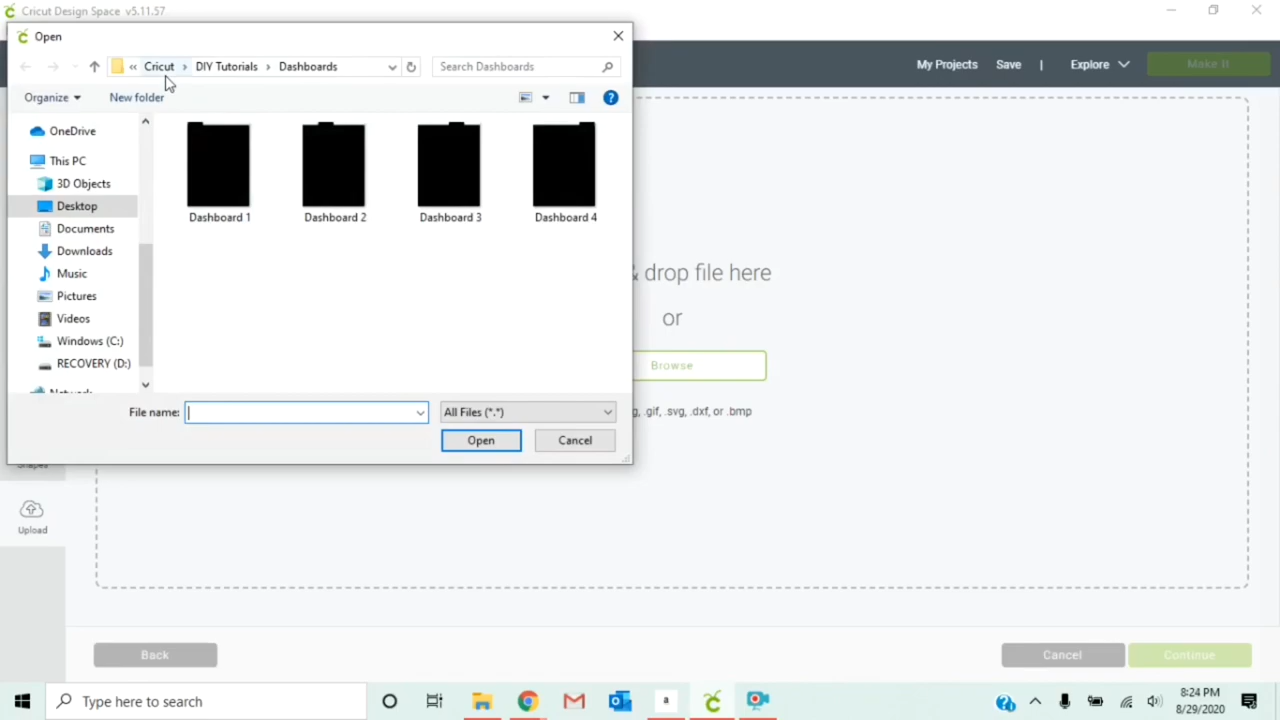 Cricut Design Space v5.11.57
Open
« Cricut › DIY Tutorials › Dashboards
Search Dashboards
My Projects Save | Explore Make It
Organize New folder
OneDrive
This PC
3D Objects
Desktop
Documents
Downloads
Music
Pictures
Videos
Windows (C:)
RECOVERY (D:)
Network
Dashboard 1 Dashboard 2 Dashboard 3 Dashboard 4
& drop file here
or
Browse
g, .gif, .svg, .dxf, or .bmp
File name: All Files (*.*)
Open Cancel
Shapes
Upload
Back Cancel Continue
Type here to search
a
8:24 PM
8/29/2020